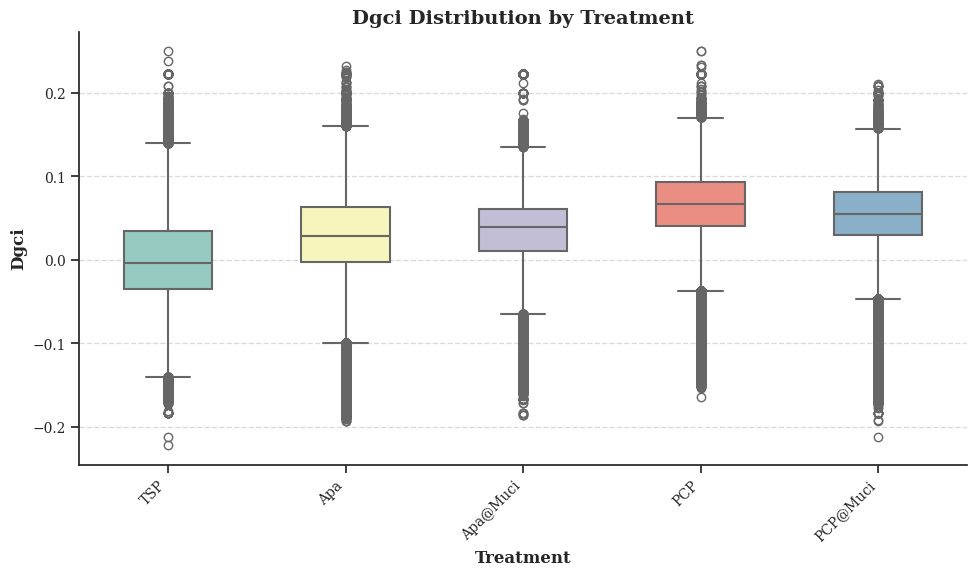 Dgci Distribution by Treatment
Dgci
0.2
0.1
0.0
−0.1
−0.2
TSP
Apa
Apa@Muci
PCP
PCP@Muci
Treatment